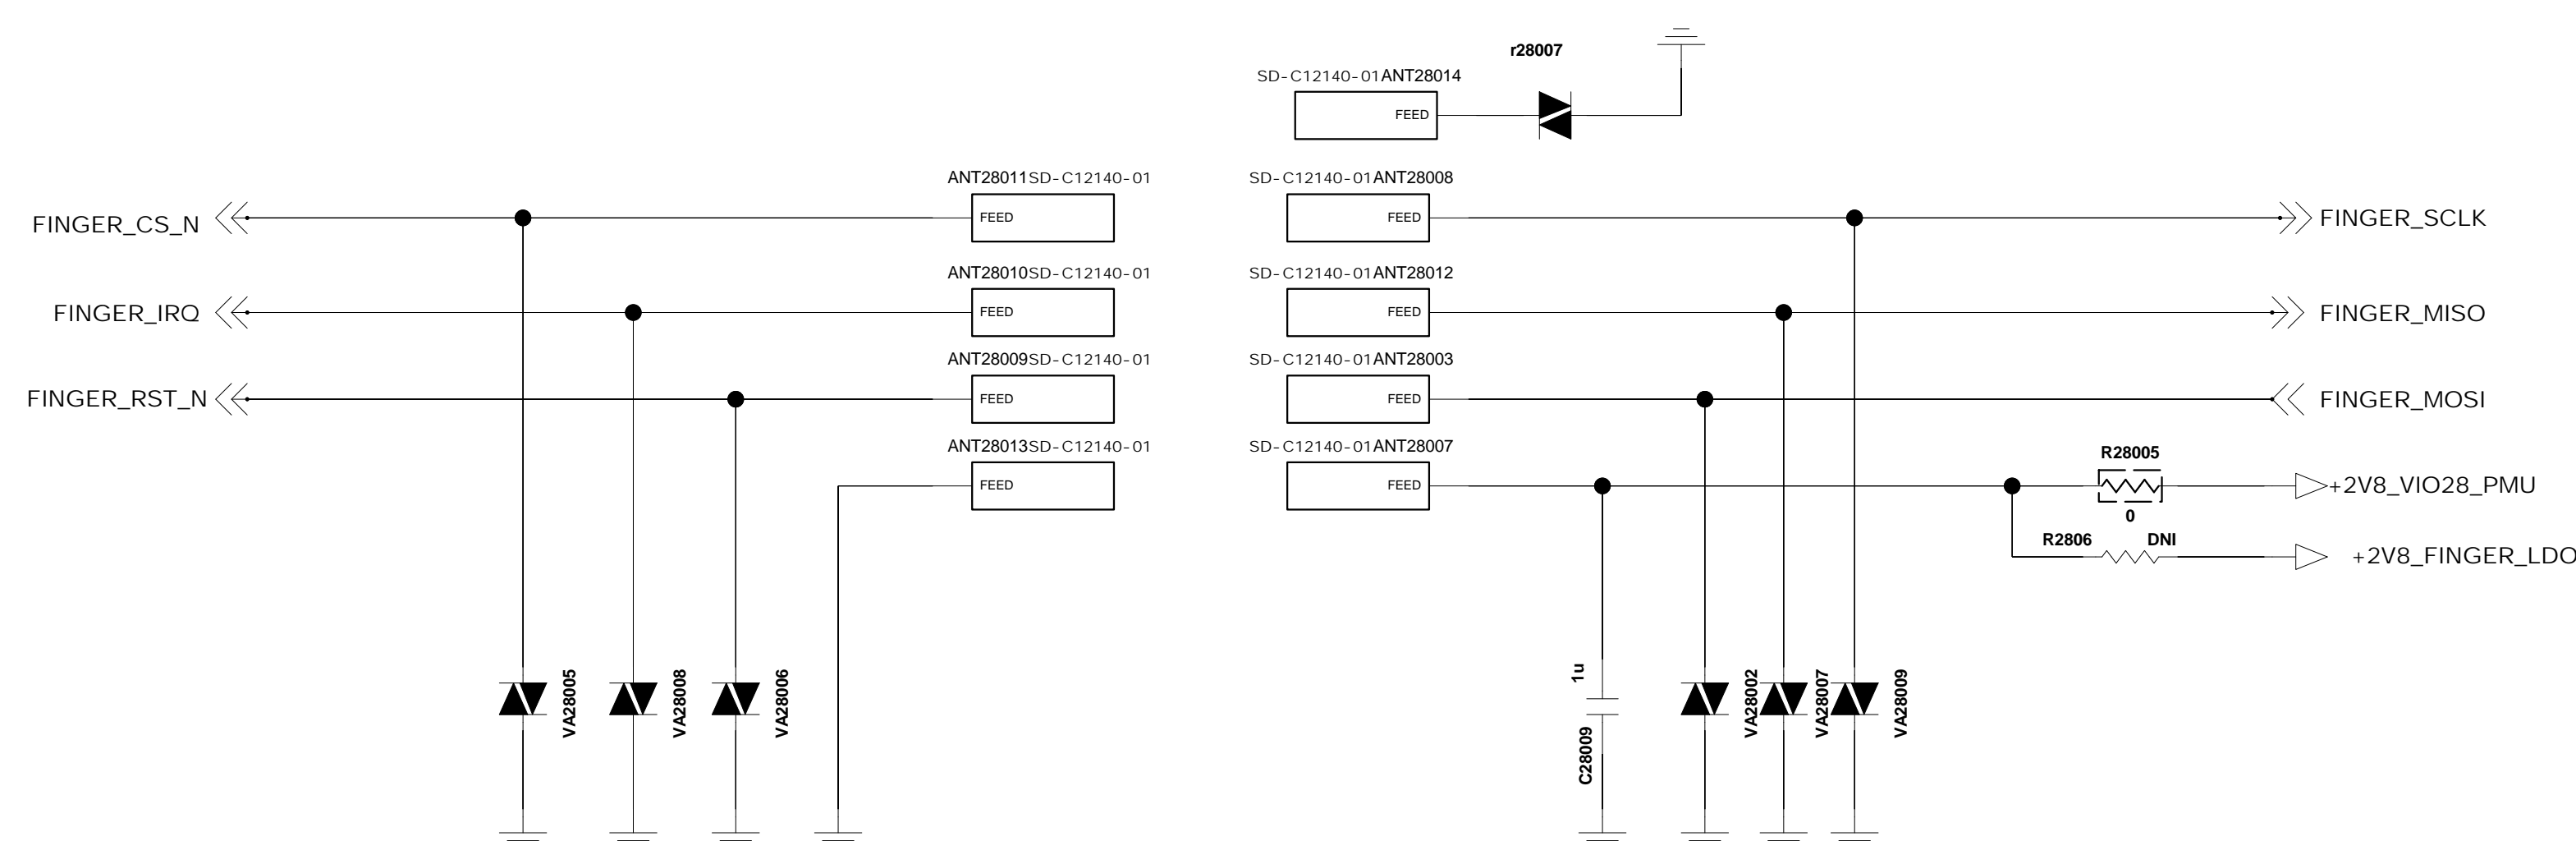 r28007
SD-C12140-01ANT28014
FEED
ANT28011SD-C12140-01
SD-C12140-01ANT28008
FINGER_CS_N
FEED
FEED
FINGER_SCLK
ANT28010SD-C12140-01
SD-C12140-01ANT28012
FINGER_IRQ
FEED
FEED
FINGER_MISO
ANT28009SD-C12140-01
SD-C12140-01ANT28003
FINGER_RST_N
FEED
FEED
FINGER_MOSI
ANT28013SD-C12140-01
SD-C12140-01ANT28007
R28005
FEED
FEED
+2V8_VIO28_PMU
0
R2806
DNI
+2V8_FINGER_LDO
VA28005
VA28008
VA28006
1u
C28009
VA28002
VA28007
VA28009